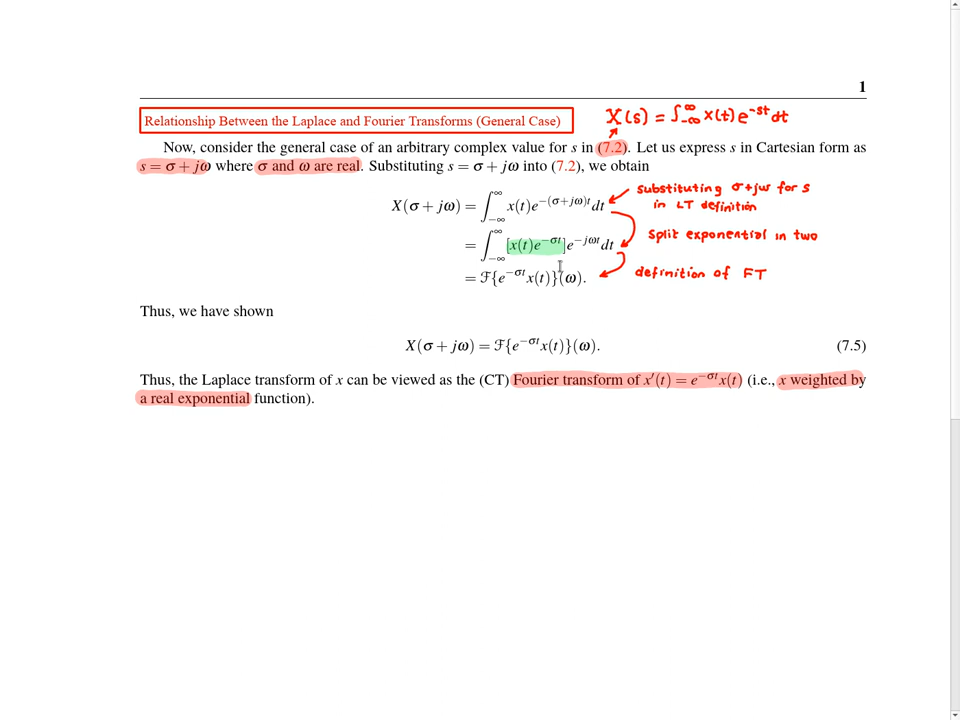 1
Relationship Between the Laplace and Fourier Transforms (General Case)
X(s) = ∫_{-∞}^{∞} x(t)e^{-st}dt
Now, consider the general case of an arbitrary complex value for s in (7.2). Let us express s in Cartesian form as
s = σ + jω where σ and ω are real. Substituting s = σ + jω into (7.2), we obtain
X(σ + jω) = ∫_{-∞}^{∞} x(t)e^{-(σ+jω)t}dt
substituting σ+jω for s
in LT definition
= ∫_{-∞}^{∞} [x(t)e^{-σt}]e^{-jωt}dt
split exponential in two
= ℱ{e^{-σt}x(t)}(ω).
definition of FT
Thus, we have shown
X(σ + jω) = ℱ{e^{-σt}x(t)}(ω). (7.5)
Thus, the Laplace transform of x can be viewed as the (CT) Fourier transform of x′(t) = e^{-σt}x(t) (i.e., x weighted by
a real exponential function).